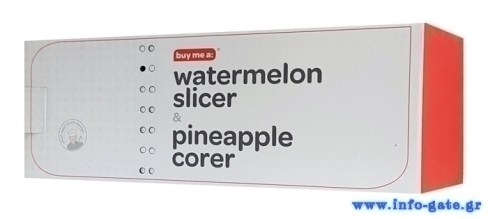 buy me a:
watermelon
slicer
&
pineapple
corer
www.info-gate.gr